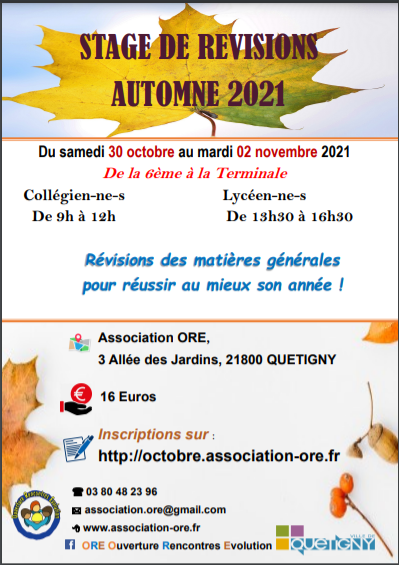 STAGE DE REVISIONS
AUTOMNE 2021
Du samedi 30 octobre au mardi 02 novembre 2021
De la 6ème à la Terminale
Collégien-ne-s
De 9h à 12h
Lycéen-ne-s
De 13h30 à 16h30
Révisions des matières générales
pour réussir au mieux son année !
Association ORE,
3 Allée des Jardins, 21800 QUETIGNY
16 Euros
Inscriptions sur :
http://octobre.association-ore.fr
03 80 48 23 96
association.ore@gmail.com
www.association-ore.fr
ORE Ouverture Rencontres Evolution
VILLE DE
QUETIGNY